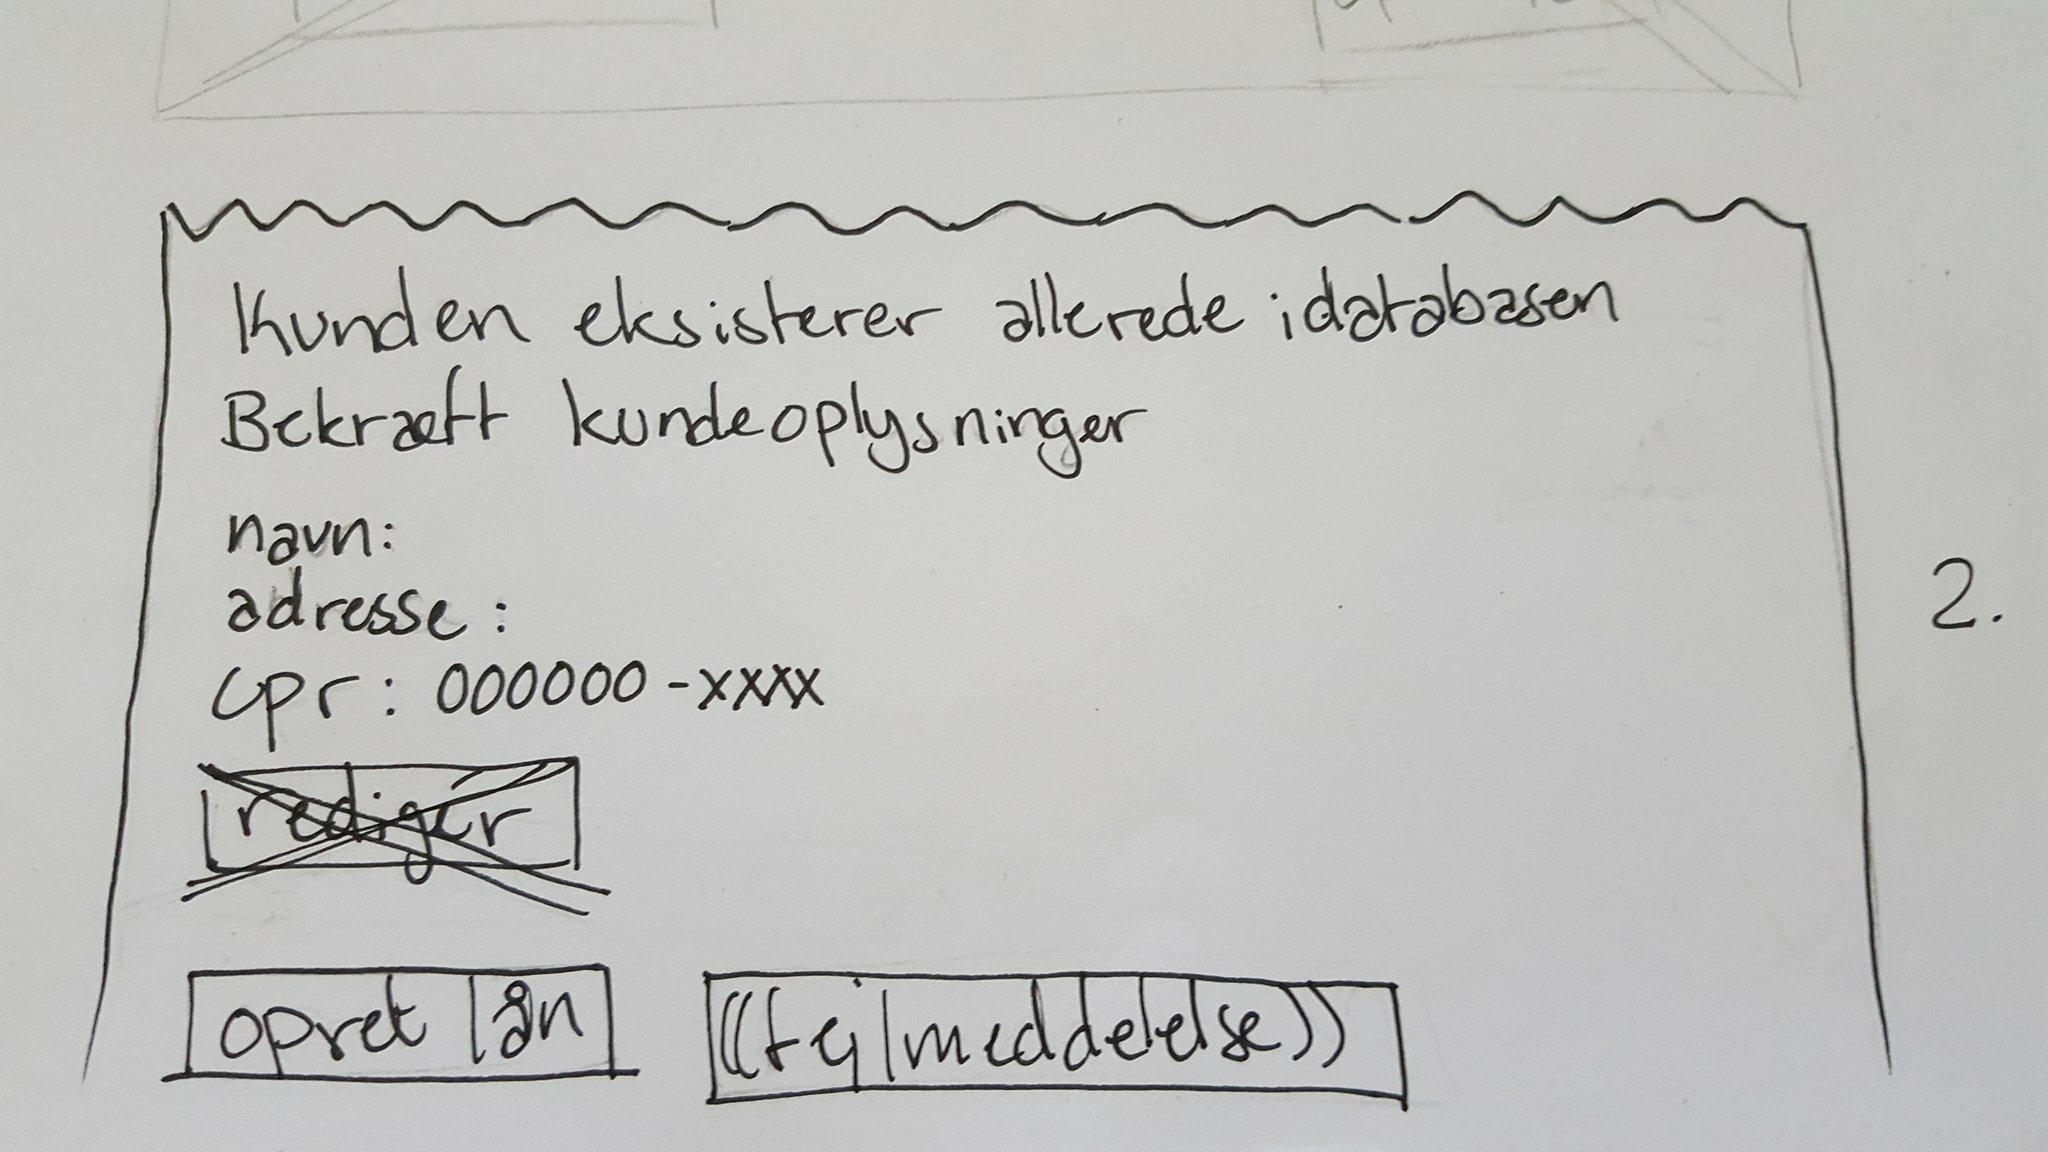 Kunden eksisterer allerede i databasen
Bekræft kundeoplysninger
navn:
adresse:
cpr: 000000-xxxx
2.
rediger
opret lån
((fejlmeddelelse))